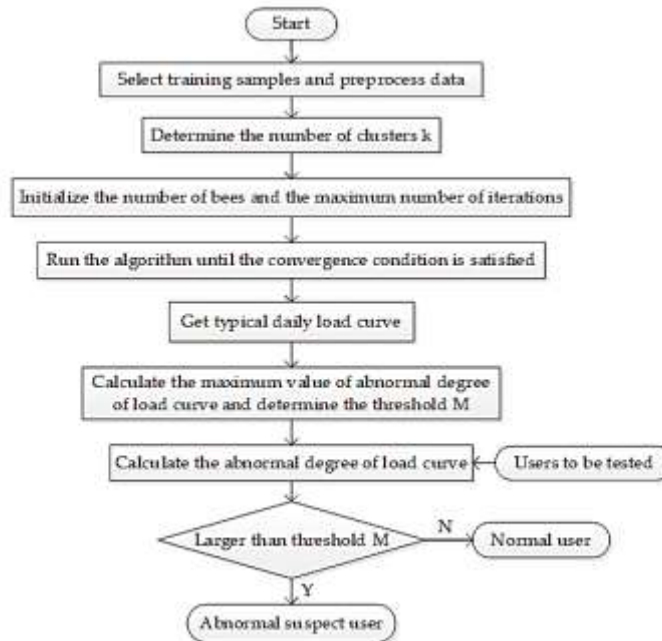 Start
Select training samples and preprocess data
Determine the number of clusters k
Initialize the number of bees and the maximum number of iterations
Run the algorithm until the convergence condition is satisfied
Get typical daily load curve
Calculate the maximum value of abnormal degree
of load curve and determine the threshold M
Calculate the abnormal degree of load curve
Users to be tested
Larger than threshold M
N
Normal user
Y
Abnormal suspect user